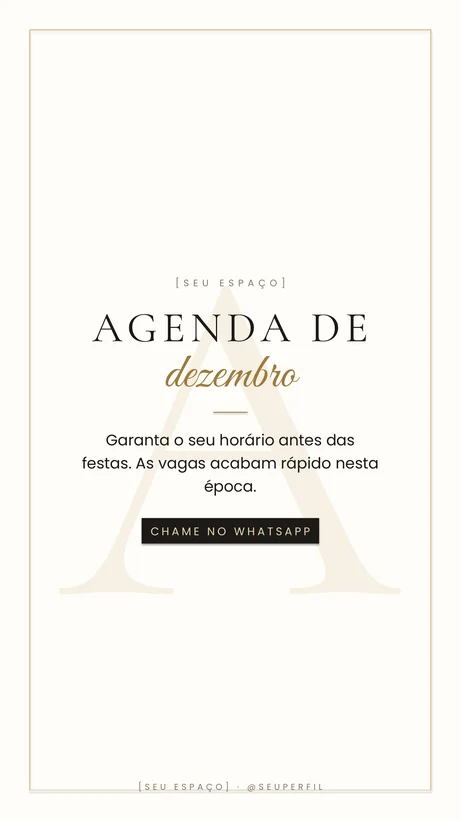 [SEU ESPAÇO]
AGENDA DE
dezembro
Garanta o seu horário antes das
festas. As vagas acabam rápido nesta
época.
CHAME NO WHATSAPP
A
[SEU ESPAÇO] · @SEUPERFIL